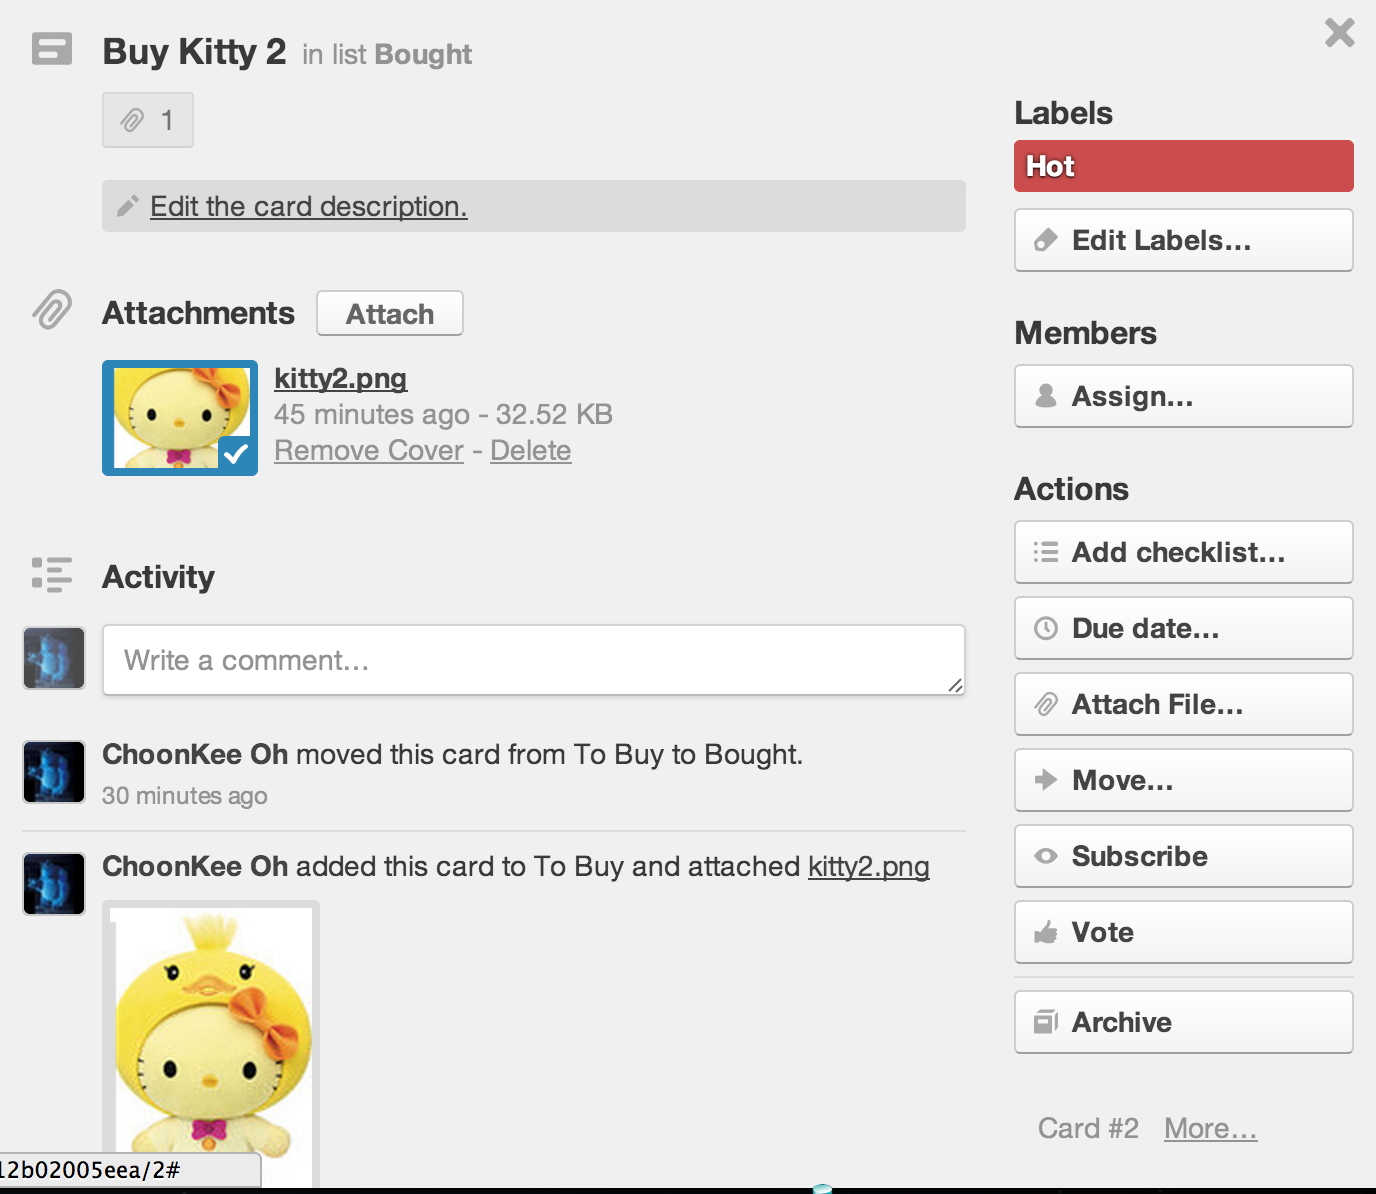 Buy Kitty 2 in list Bought
1
Edit the card description.
Attachments Attach
kitty2.png
45 minutes ago - 32.52 KB
Remove Cover - Delete
Activity
Write a comment…
ChoonKee Oh moved this card from To Buy to Bought.
30 minutes ago
ChoonKee Oh added this card to To Buy and attached kitty2.png
12b02005eea/2#
Labels
Hot
Edit Labels…
Members
Assign…
Actions
Add checklist…
Due date…
Attach File…
Move…
Subscribe
Vote
Archive
Card #2 More…